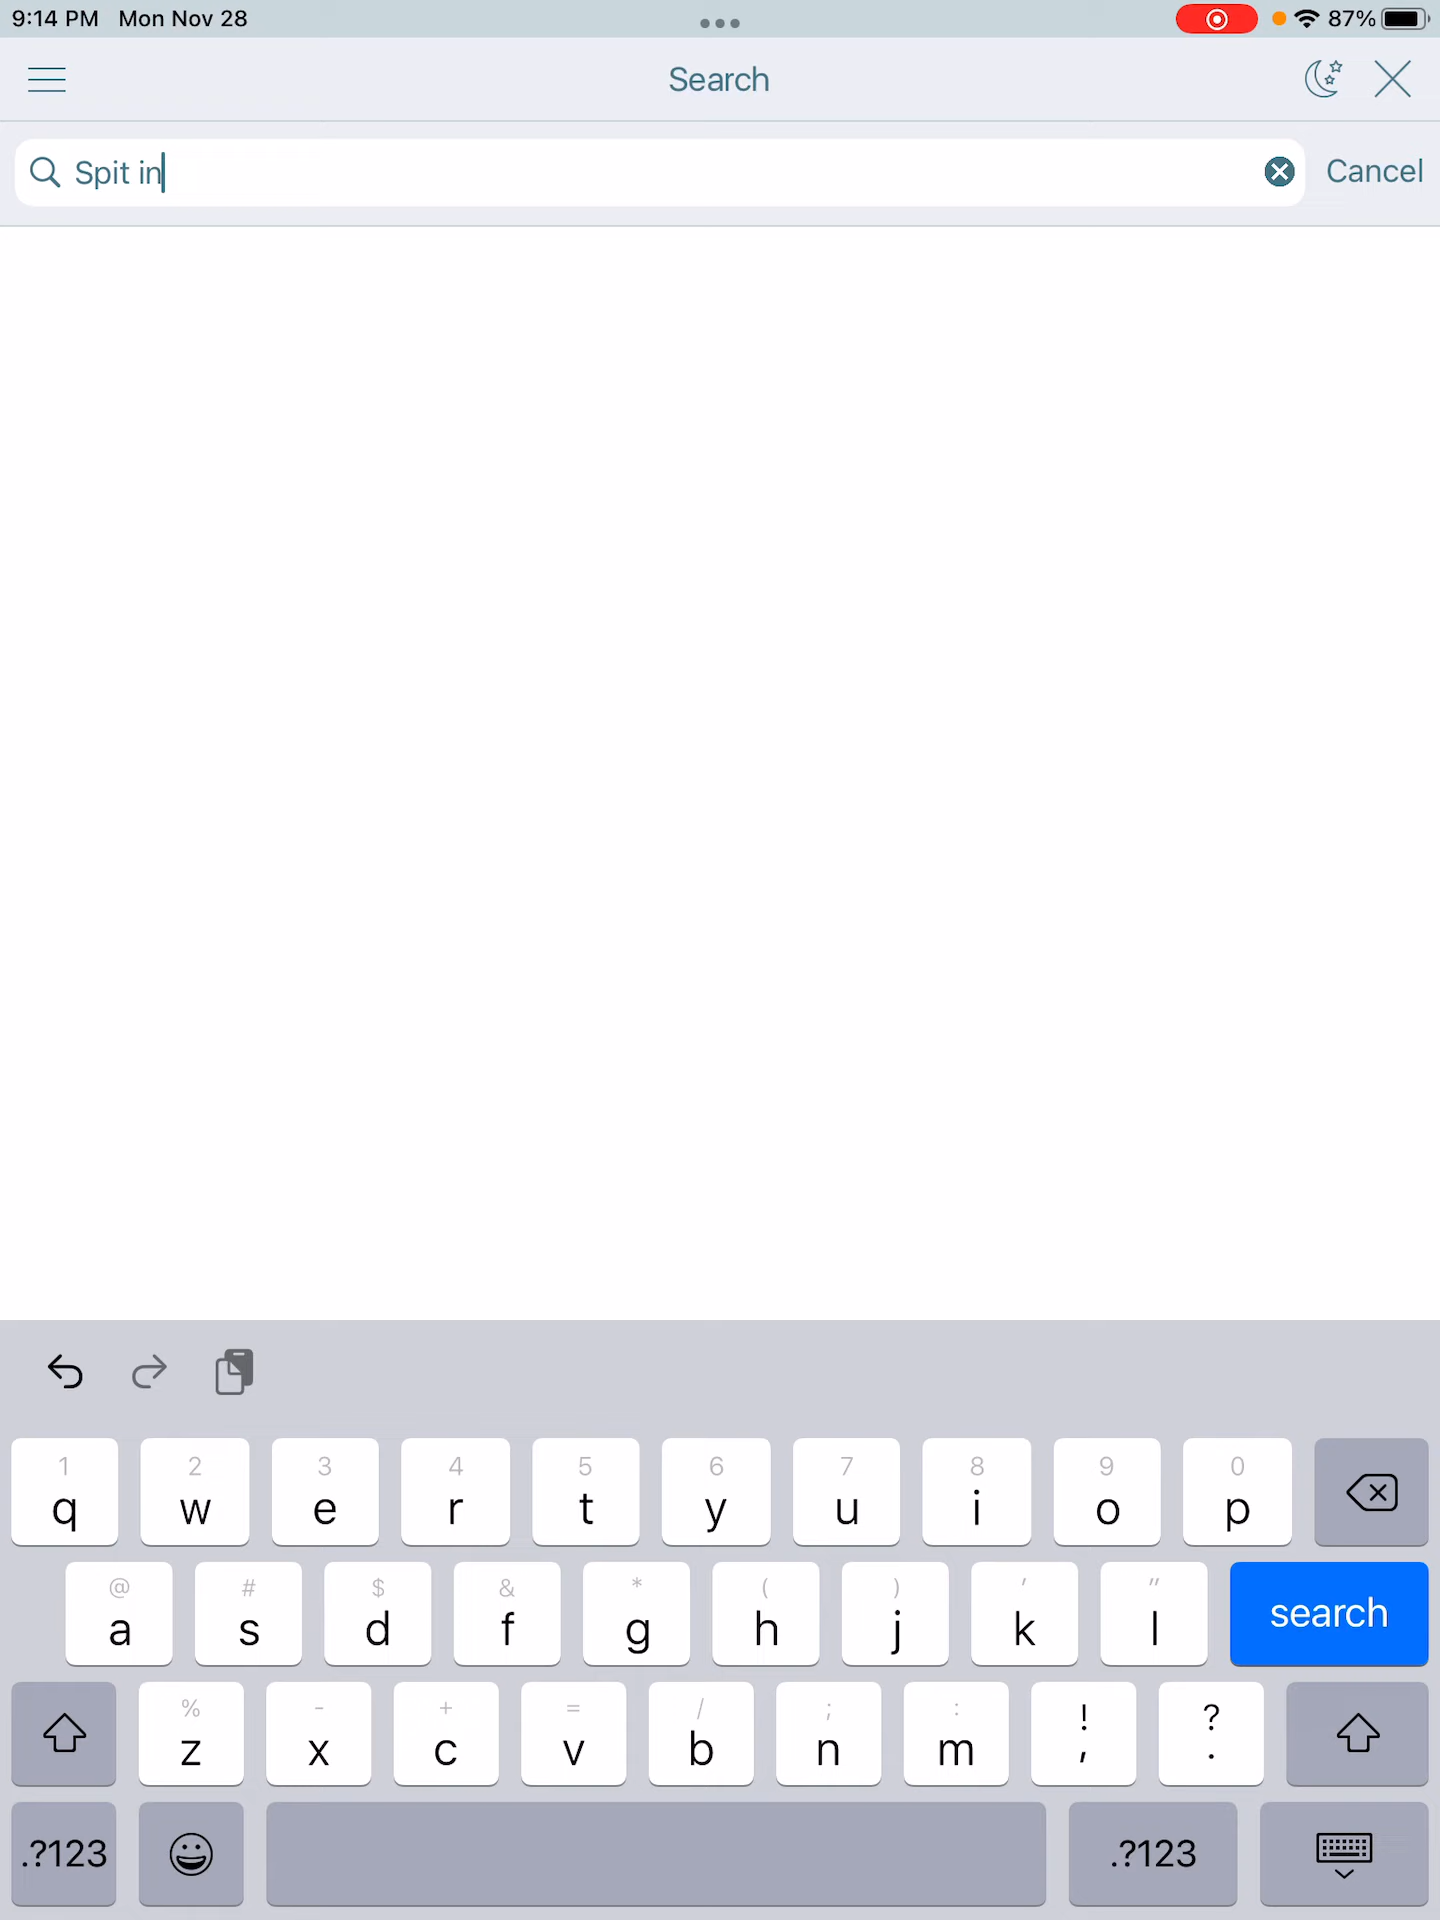 9:14 PM Mon Nov 28 87%
Search
Spit in Cancel
1 2 3 4 5 6 7 8 9 0
q w e r t y u i o p
@ # $ & * ( ) ' "
a s d f g h j k l search
% - + = / ; : ! ?
z x c v b n m , .
.?123 .?123